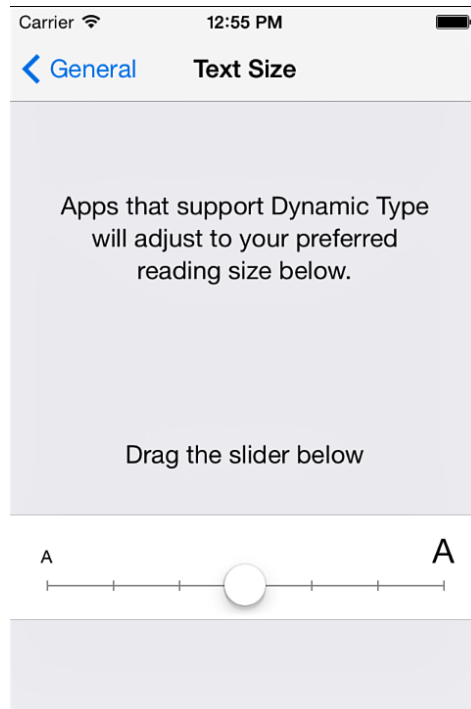 Carrier 12:55 PM
General Text Size
Apps that support Dynamic Type
will adjust to your preferred
reading size below.
Drag the slider below
A A